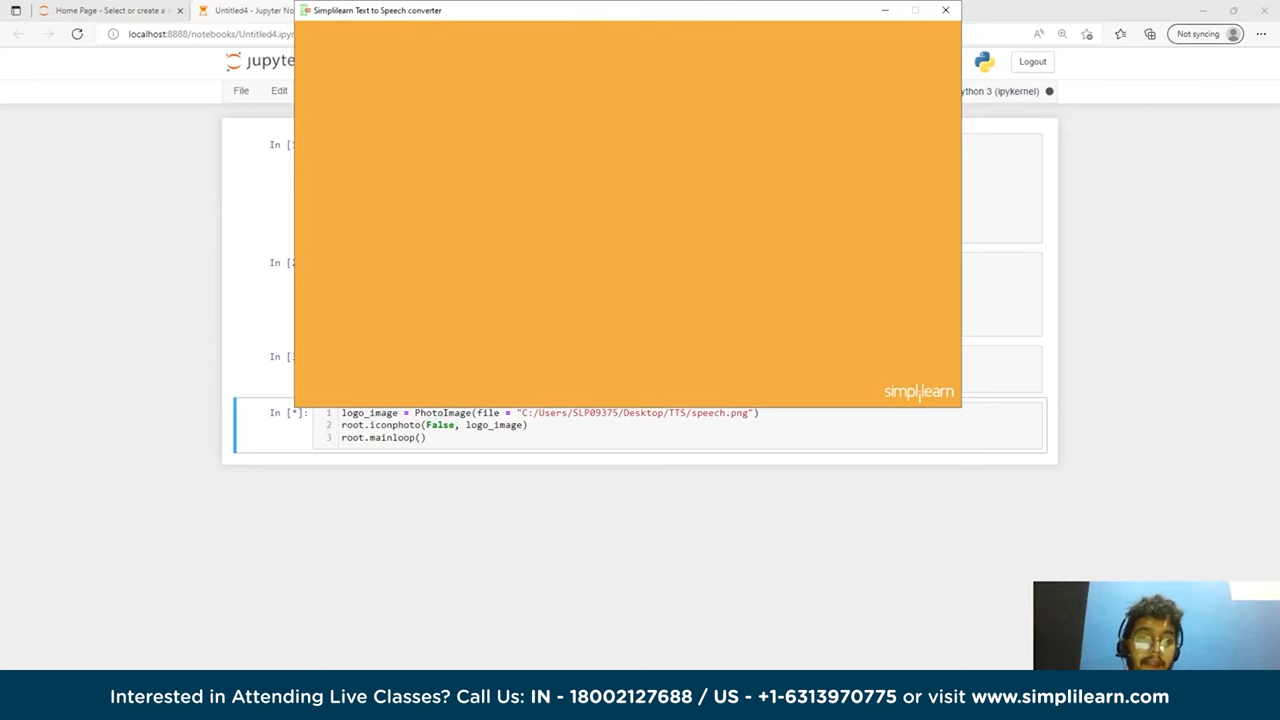 Home Page - Select or create a n
Untitled4 - Jupyter No
Simplilearn Text to Speech converter
localhost:8888/notebooks/Untitled4.ipyn
Not syncing
jupyte
Logout
File
Edit
ython 3 (ipykernel)
In [1
In [2
In [3
simplilearn
In [*]:
1 logo_image = PhotoImage(file = "C:/Users/SLP09375/Desktop/TTS/speech.png")
2 root.iconphoto(False, logo_image)
3 root.mainloop()
Interested in Attending Live Classes? Call Us: IN - 18002127688 / US - +1-6313970775 or visit www.simplilearn.com